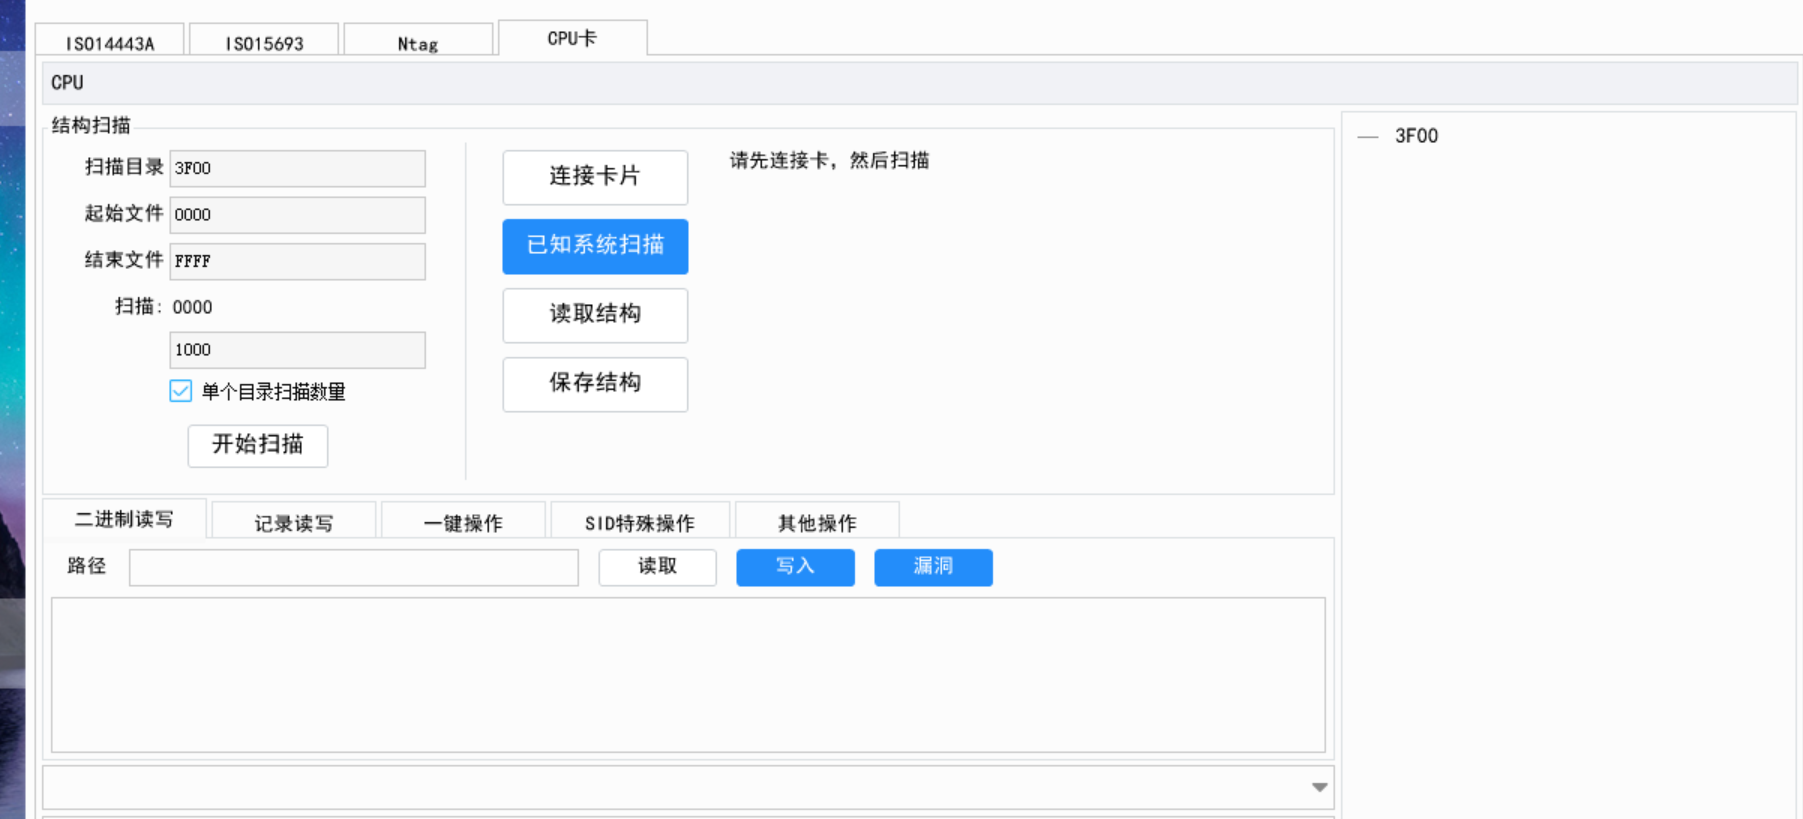 ISO14443A
ISO15693
Ntag
CPU卡
CPU
结构扫描
扫描目录 3F00
起始文件 0000
结束文件 FFFF
扫描: 0000
1000
单个目录扫描数量
开始扫描
连接卡片
已知系统扫描
读取结构
保存结构
请先连接卡，然后扫描
3F00
二进制读写
记录读写
一键操作
SID特殊操作
其他操作
路径
读取
写入
漏洞